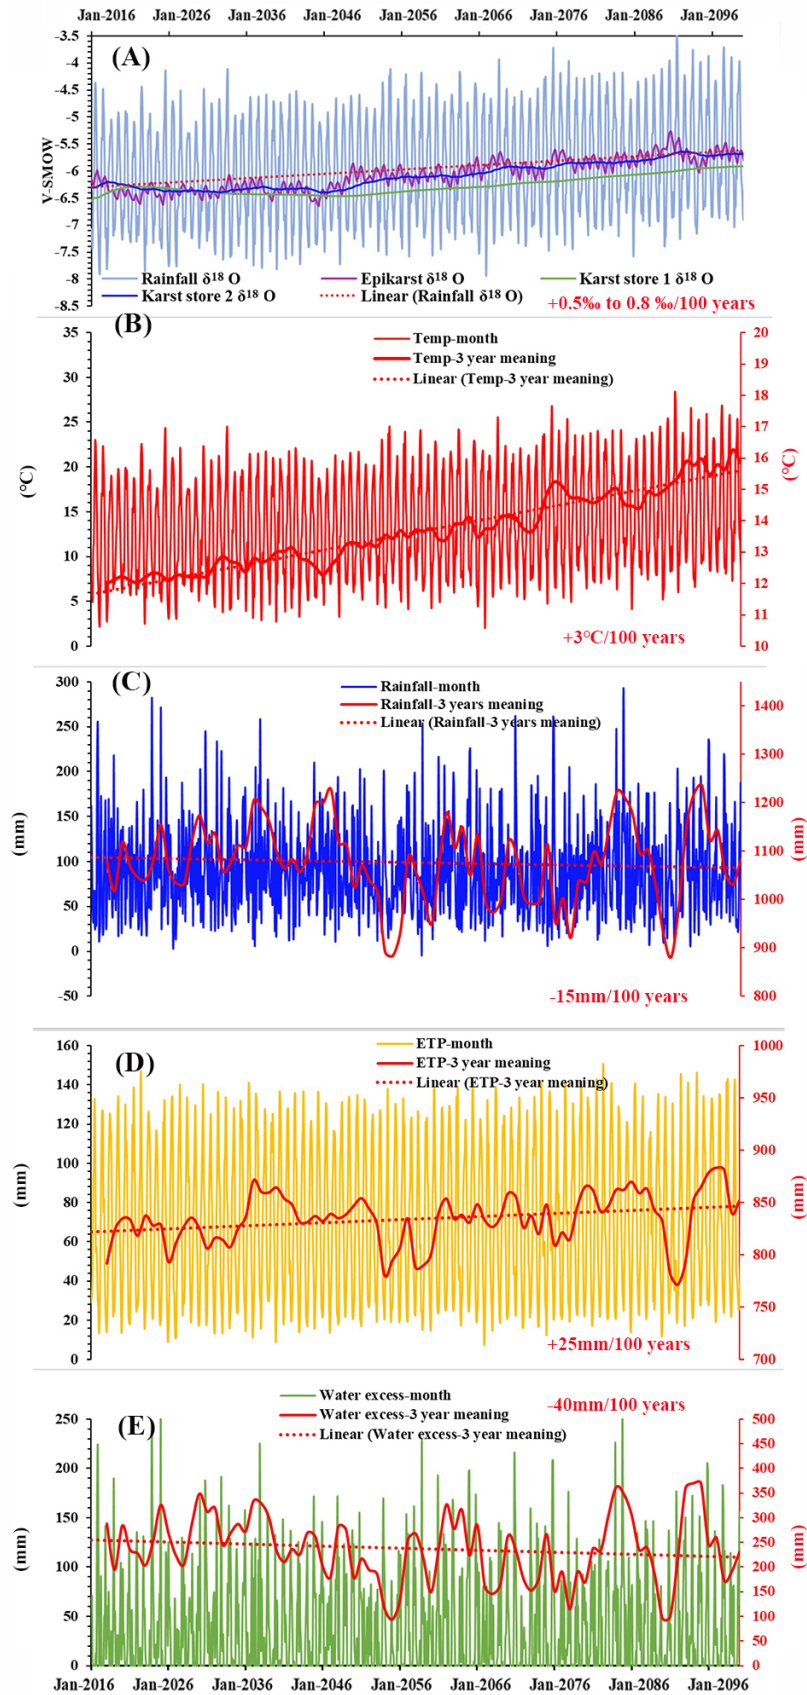 Jan-2016 Jan-2026 Jan-2036 Jan-2046 Jan-2056 Jan-2066 Jan-2076 Jan-2086 Jan-2096
(A)
-3.5
-4
-4.5
-5
-5.5
-6
-6.5
-7
-7.5
-8
-8.5
V-SMOW
Rainfall δ¹⁸ O Epikarst δ¹⁸ O Karst store 1 δ¹⁸ O
Karst store 2 δ¹⁸ O Linear (Rainfall δ¹⁸ O)
+0.5‰ to 0.8 ‰/100 years
(B)
35
30
25
20
15
10
5
0
(°C)
Temp-month
Temp-3 year meaning
Linear (Temp-3 year meaning)
20
19
18
17
16
15
14
13
12
11
10
(°C)
+3°C/100 years
(C)
300
250
200
150
100
50
0
-50
(mm)
Rainfall-month
Rainfall-3 years meaning
Linear (Rainfall-3 years meaning)
1400
1300
1200
1100
1000
900
800
(mm)
-15mm/100 years
(D)
160
140
120
100
80
60
40
20
0
(mm)
ETP-month
ETP-3 year meaning
Linear (ETP-3 year meaning)
1000
950
900
850
800
750
700
(mm)
+25mm/100 years
(E)
250
200
150
100
50
0
(mm)
Water excess-month
Water excess-3 year meaning
Linear (Water excess-3 year meaning)
-40mm/100 years
500
450
400
350
300
250
200
150
100
50
0
(mm)
Jan-2016 Jan-2026 Jan-2036 Jan-2046 Jan-2056 Jan-2066 Jan-2076 Jan-2086 Jan-2096